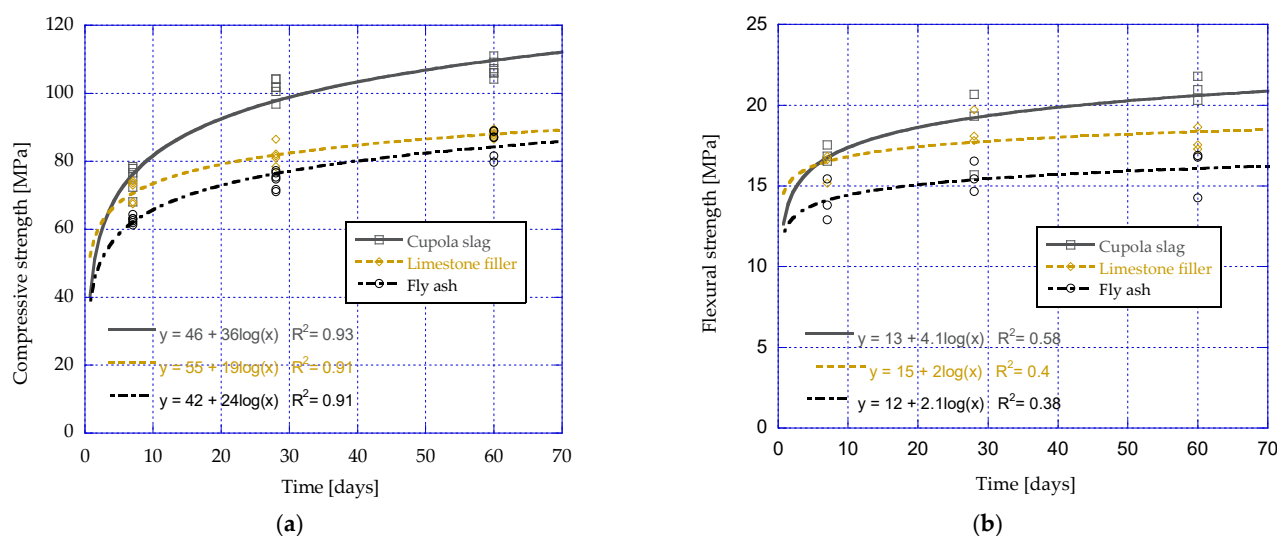 120
100
80
60
40
20
0
Compressive strength [MPa]
Cupola slag
Limestone filler
Fly ash
y = 46 + 36log(x) R²= 0.93
y = 55 + 19log(x) R²= 0.91
y = 42 + 24log(x) R²= 0.91
0 10 20 30 40 50 60 70
Time [days]
(a)
25
20
15
10
5
0
Flexural strength [MPa]
Cupola slag
Limestone filler
Fly ash
y = 13 + 4.1log(x) R²= 0.58
y = 15 + 2log(x) R²= 0.4
y = 12 + 2.1log(x) R²= 0.38
0 10 20 30 40 50 60 70
Time [days]
(b)